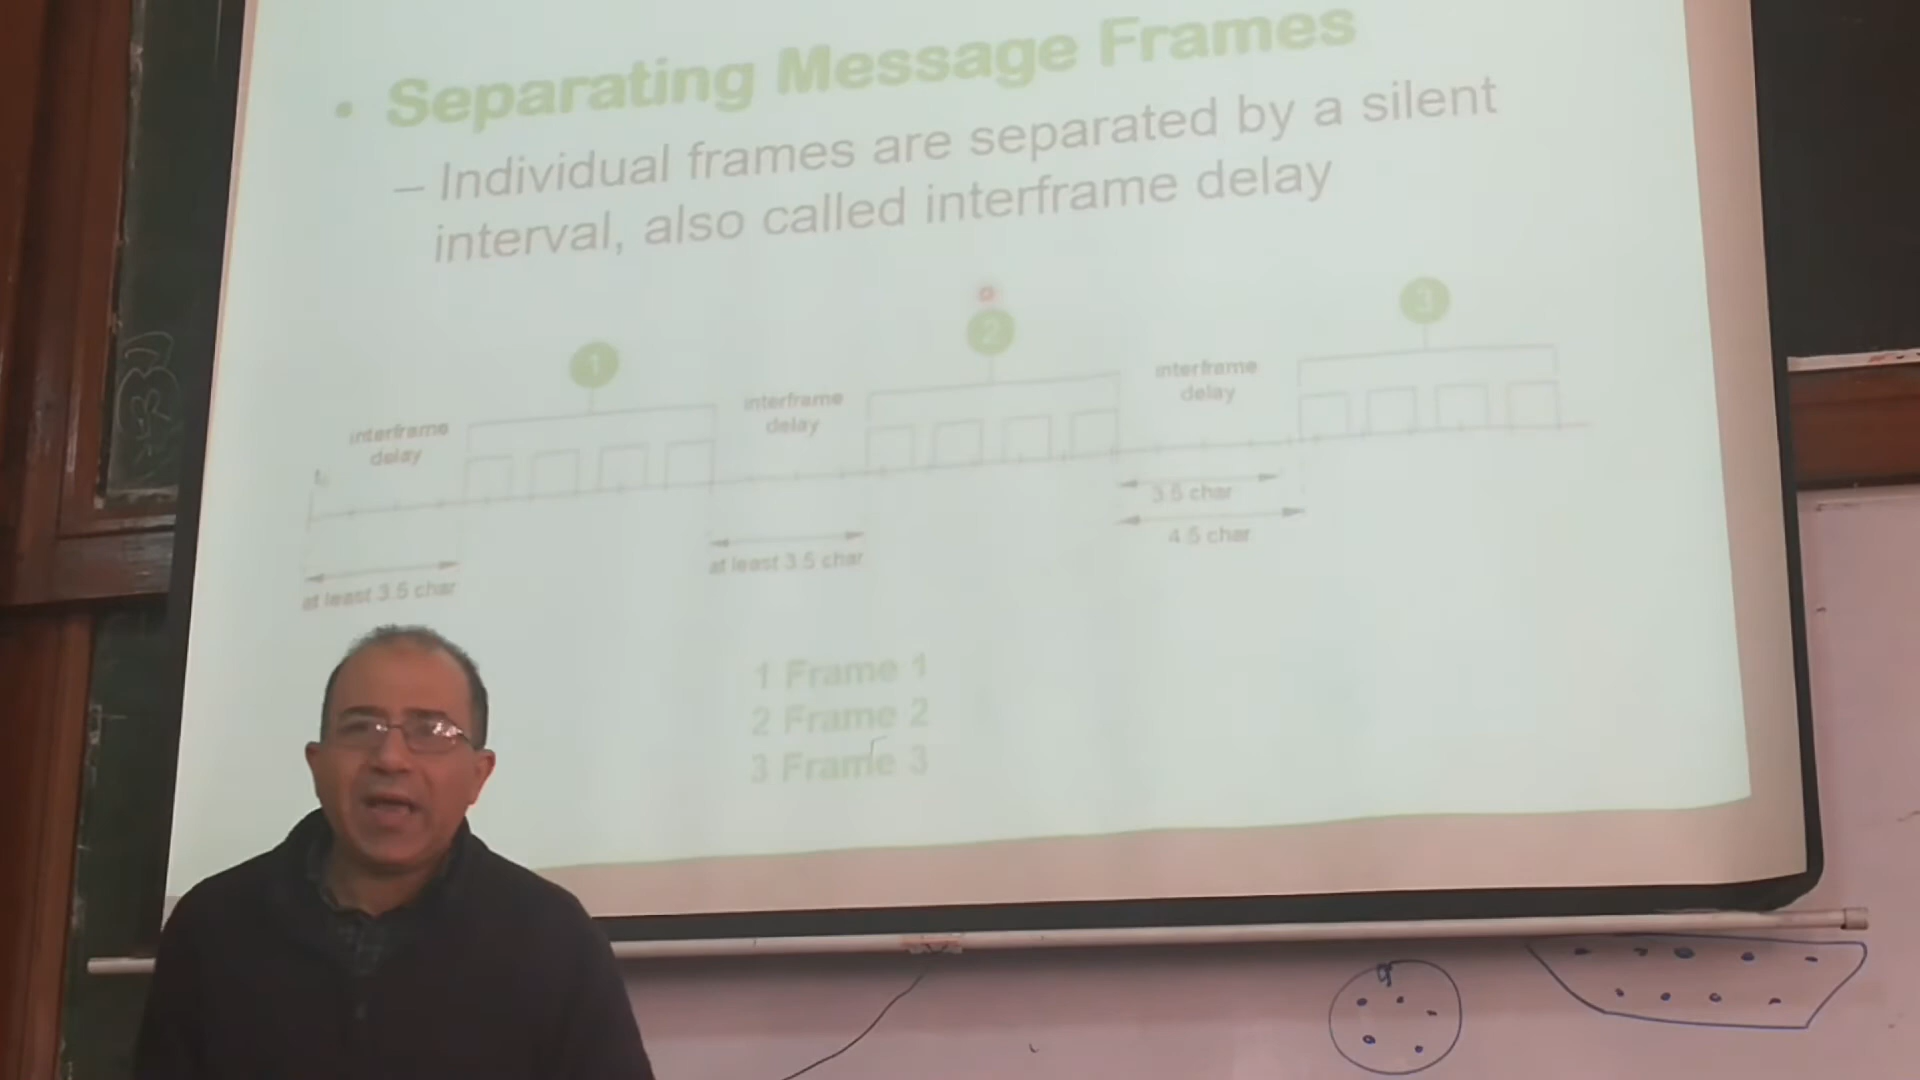 • Separating Message Frames
– Individual frames are separated by a silent
interval, also called interframe delay
1
2
3
t₀
interframe
delay
interframe
delay
interframe
delay
at least 3.5 char
at least 3.5 char
3.5 char
4.5 char
1 Frame 1
2 Frame 2
3 Frame 3